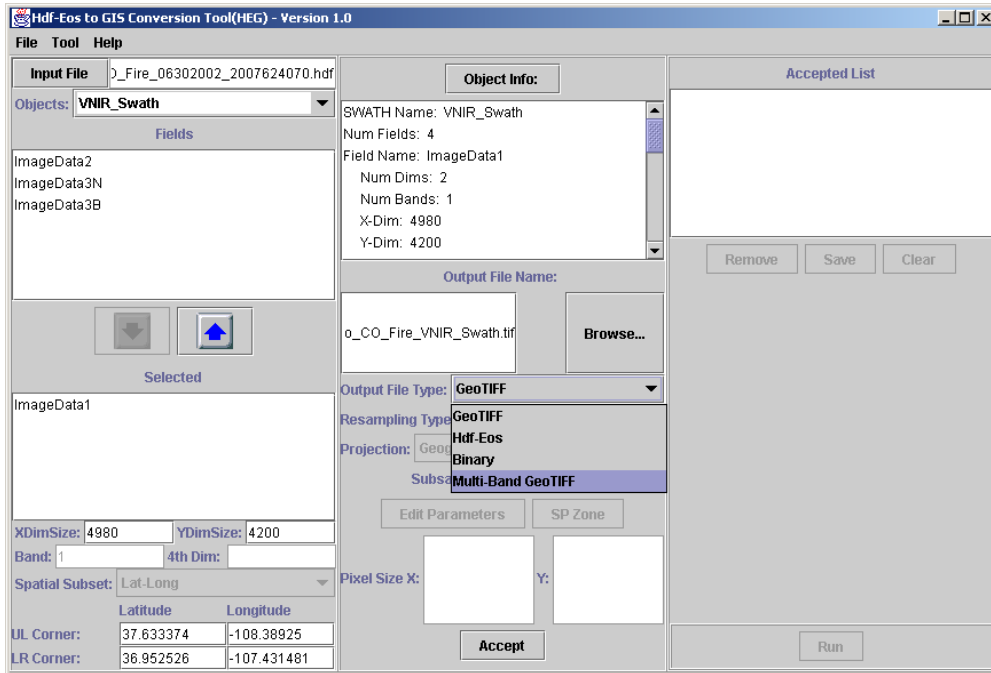 Hdf-Eos to GIS Conversion Tool(HEG) - Version 1.0
File Tool Help
Input File
O_Fire_06302002_2007624070.hdf
Objects: VNIR_Swath
Fields
ImageData2
ImageData3N
ImageData3B
Selected
ImageData1
XDimSize: 4980 YDimSize: 4200
Band: 1 4th Dim:
Spatial Subset: Lat-Long
Latitude Longitude
UL Corner: 37.633374 -108.38925
LR Corner: 36.952526 -107.431481
Object Info:
SWATH Name: VNIR_Swath
Num Fields: 4
Field Name: ImageData1
Num Dims: 2
Num Bands: 1
X-Dim: 4980
Y-Dim: 4200
Output File Name:
o_CO_Fire_VNIR_Swath.tif
Browse...
Output File Type: GeoTIFF
GeoTIFF
Hdf-Eos
Binary
Multi-Band GeoTIFF
Resampling Type
Projection: Geog
Subsa
Edit Parameters SP Zone
Pixel Size X: Y:
Accept
Accepted List
Remove Save Clear
Run